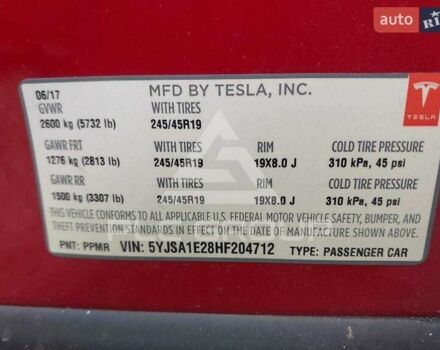 auto RIA
06/17 MFD BY TESLA, INC.
GVWR WITH TIRES
2600 kg (5732 lb) 245/45R19
TESLA
GAWR FRT WITH TIRES RIM COLD TIRE PRESSURE
1276 kg (2813 lb) 245/45R19 19X8.0 J 310 kPa, 45 psi
GAWR RR WITH TIRES RIM COLD TIRE PRESSURE
1500 kg (3307 lb) 245/45R19 19X8.0 J 310 kPa, 45 psi
THIS VEHICLE CONFORMS TO ALL APPLICABLE U.S. FEDERAL MOTOR VEHICLE SAFETY, BUMPER, AND
THEFT PREVENTION STANDARDS IN EFFECT ON THE DATE OF MANUFACTURE SHOWN ABOVE.
PNT: PPMR VIN: 5YJSA1E28HF204712 TYPE: PASSENGER CAR